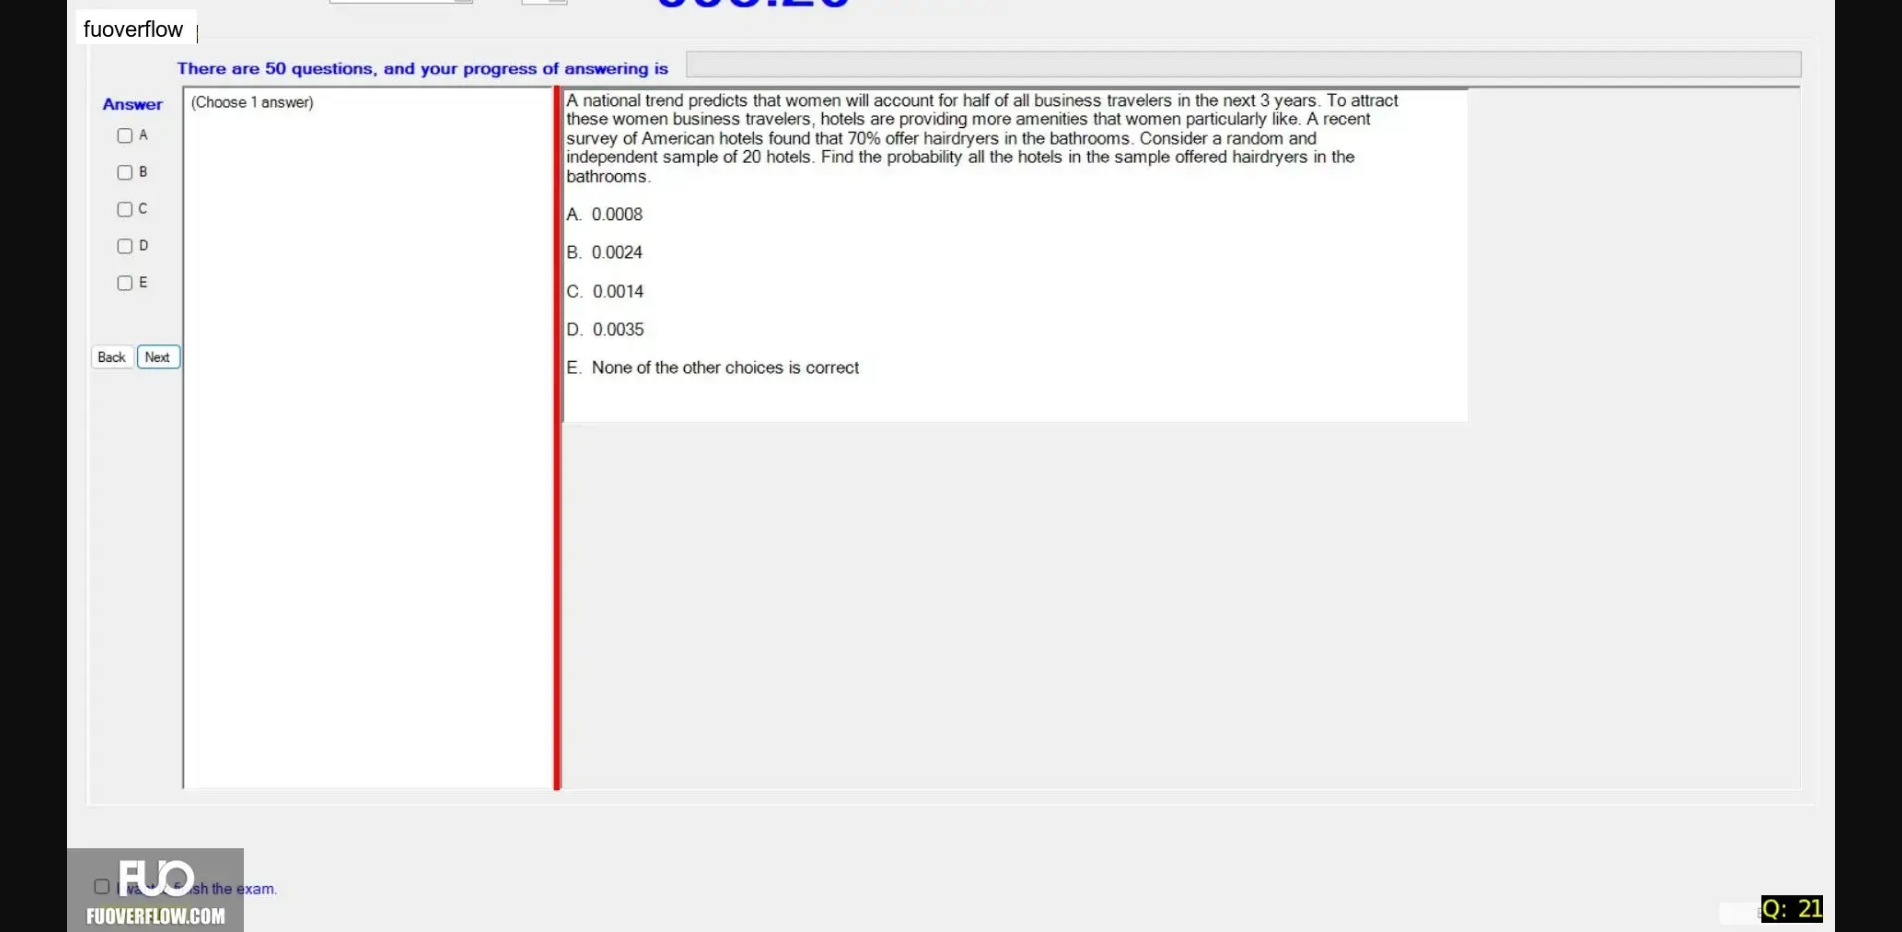 fuoverflow
There are 50 questions, and your progress of answering is
Answer
(Choose 1 answer)
A
B
C
D
E
Back Next
A national trend predicts that women will account for half of all business travelers in the next 3 years. To attract
these women business travelers, hotels are providing more amenities that women particularly like. A recent
survey of American hotels found that 70% offer hairdryers in the bathrooms. Consider a random and
independent sample of 20 hotels. Find the probability all the hotels in the sample offered hairdryers in the
bathrooms.
A. 0.0008
B. 0.0024
C. 0.0014
D. 0.0035
E. None of the other choices is correct
FUO
the exam.
FUOVERFLOW.COM
Q: 21